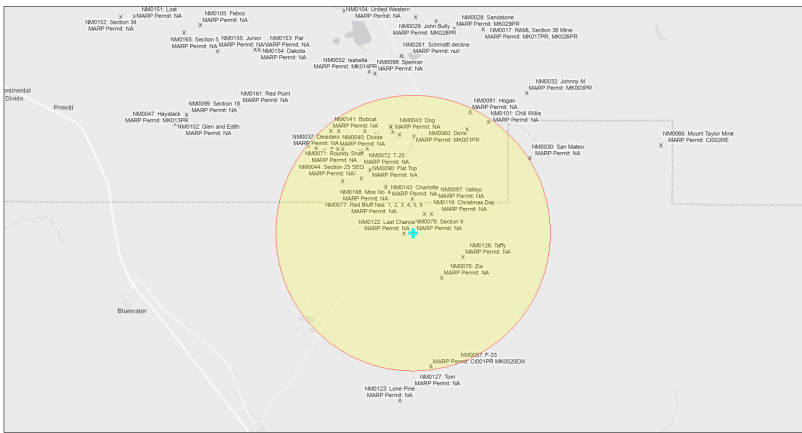 NM0151: Lost
MARP Permit: NA
NM0152: Section 34
MARP Permit: NA
NM0105: Febco
MARP Permit: NA
NM0165: Section 5
MARP Permit: NA
NM0155: Junior
MARP Permit: NA
NM0153: Pat
MARP Permit: NA
NM0154: Dakota
MARP Permit: NA
NM0104: United Western
MARP Permit: NA
NM0028: Sandstone
MARP Permit: MK029PR
NM0029: John Bully
MARP Permit: MK028PR
NM0017: RAML Section 36 Mine
MARP Permit: MK017PR, MK026PR
NM0261: Schmidtt decline
MARP Permit: null
NM0052: Isabella
MARP Permit: MK014PR
NM0098: Spencer
MARP Permit: NA
NM0032: Johnny M
MARP Permit: MK003PR
Continental
Divide
Prewitt
NM0161: Red Point
MARP Permit: NA
NM0099: Section 18
MARP Permit: NA
NM0047: Haystack
MARP Permit: MK013PR
NM0102: Glen and Edith
MARP Permit: NA
NM0091: Hogan
MARP Permit: NA
NM0101: Chill Willis
MARP Permit: NA
NM0141: Bobcat
MARP Permit: NA
NM0043: Dog
MARP Permit: NA
NM0060: Doris
MARP Permit: MK001PR
NM0037: Desidero
MARP Permit: NA
NM0040: Divide
MARP Permit: NA
NM0066: Mount Taylor Mine
MARP Permit: CI002RE
NM0030: San Mateo
MARP Permit: NA
NM0071: Roundy Shaft
MARP Permit: NA
NM0072: T-20
MARP Permit: NA
NM0044: Section 25 SEQ
MARP Permit: NA
NM0090: Flat Top
MARP Permit: NA
NM0143: Charlotte
MARP Permit: NA
NM0168: Moe No. 4
MARP Permit: NA
NM0097: Vallejo
MARP Permit: NA
NM0077: Red Bluff Nos. 1, 2, 3, 4, 5, 9
MARP Permit: NA
NM0119: Christmas Day
MARP Permit: NA
NM0122: Last Chance
MARP Permit: NA
NM0079: Section 9
MARP Permit: NA
NM0126: Taffy
MARP Permit: NA
NM0076: Zia
MARP Permit: NA
Bluewater
NM0057: F-33
MARP Permit: CI001PR MK0020EM
NM0127: Tom
MARP Permit: NA
NM0123: Lone Pine
MARP Permit: NA